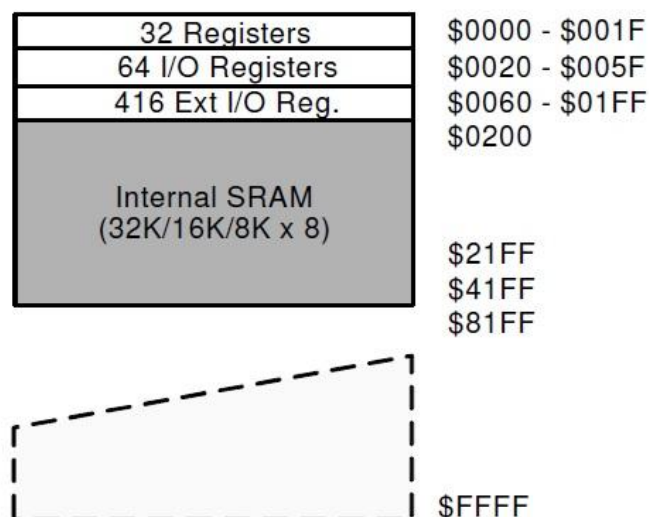 32 Registers $0000 - $001F
64 I/O Registers $0020 - $005F
416 Ext I/O Reg. $0060 - $01FF
$0200
Internal SRAM
(32K/16K/8K x 8)
$21FF
$41FF
$81FF
$FFFF